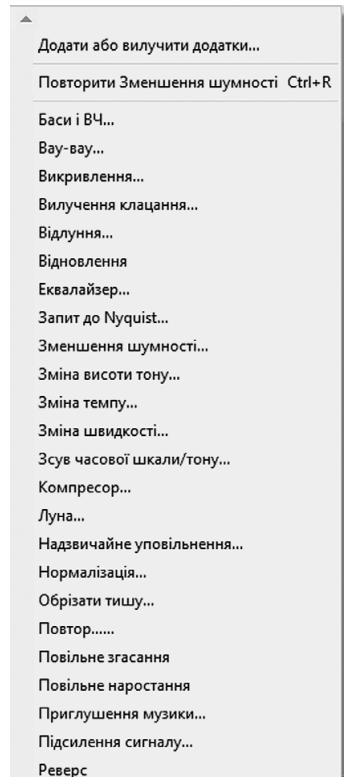 Додати або вилучити додатки...
Повторити Зменшення шумності Ctrl+R
Баси і ВЧ...
Вау-вау...
Викривлення...
Вилучення клацання...
Відлуння...
Відновлення
Еквалайзер...
Запит до Nyquist...
Зменшення шумності...
Зміна висоти тону...
Зміна темпу...
Зміна швидкості...
Зсув часової шкали/тону...
Компресор...
Луна...
Надзвичайне уповільнення...
Нормалізація...
Обрізати тишу...
Повтор......
Повільне згасання
Повільне наростання
Приглушення музики...
Підсилення сигналу...
Реверс